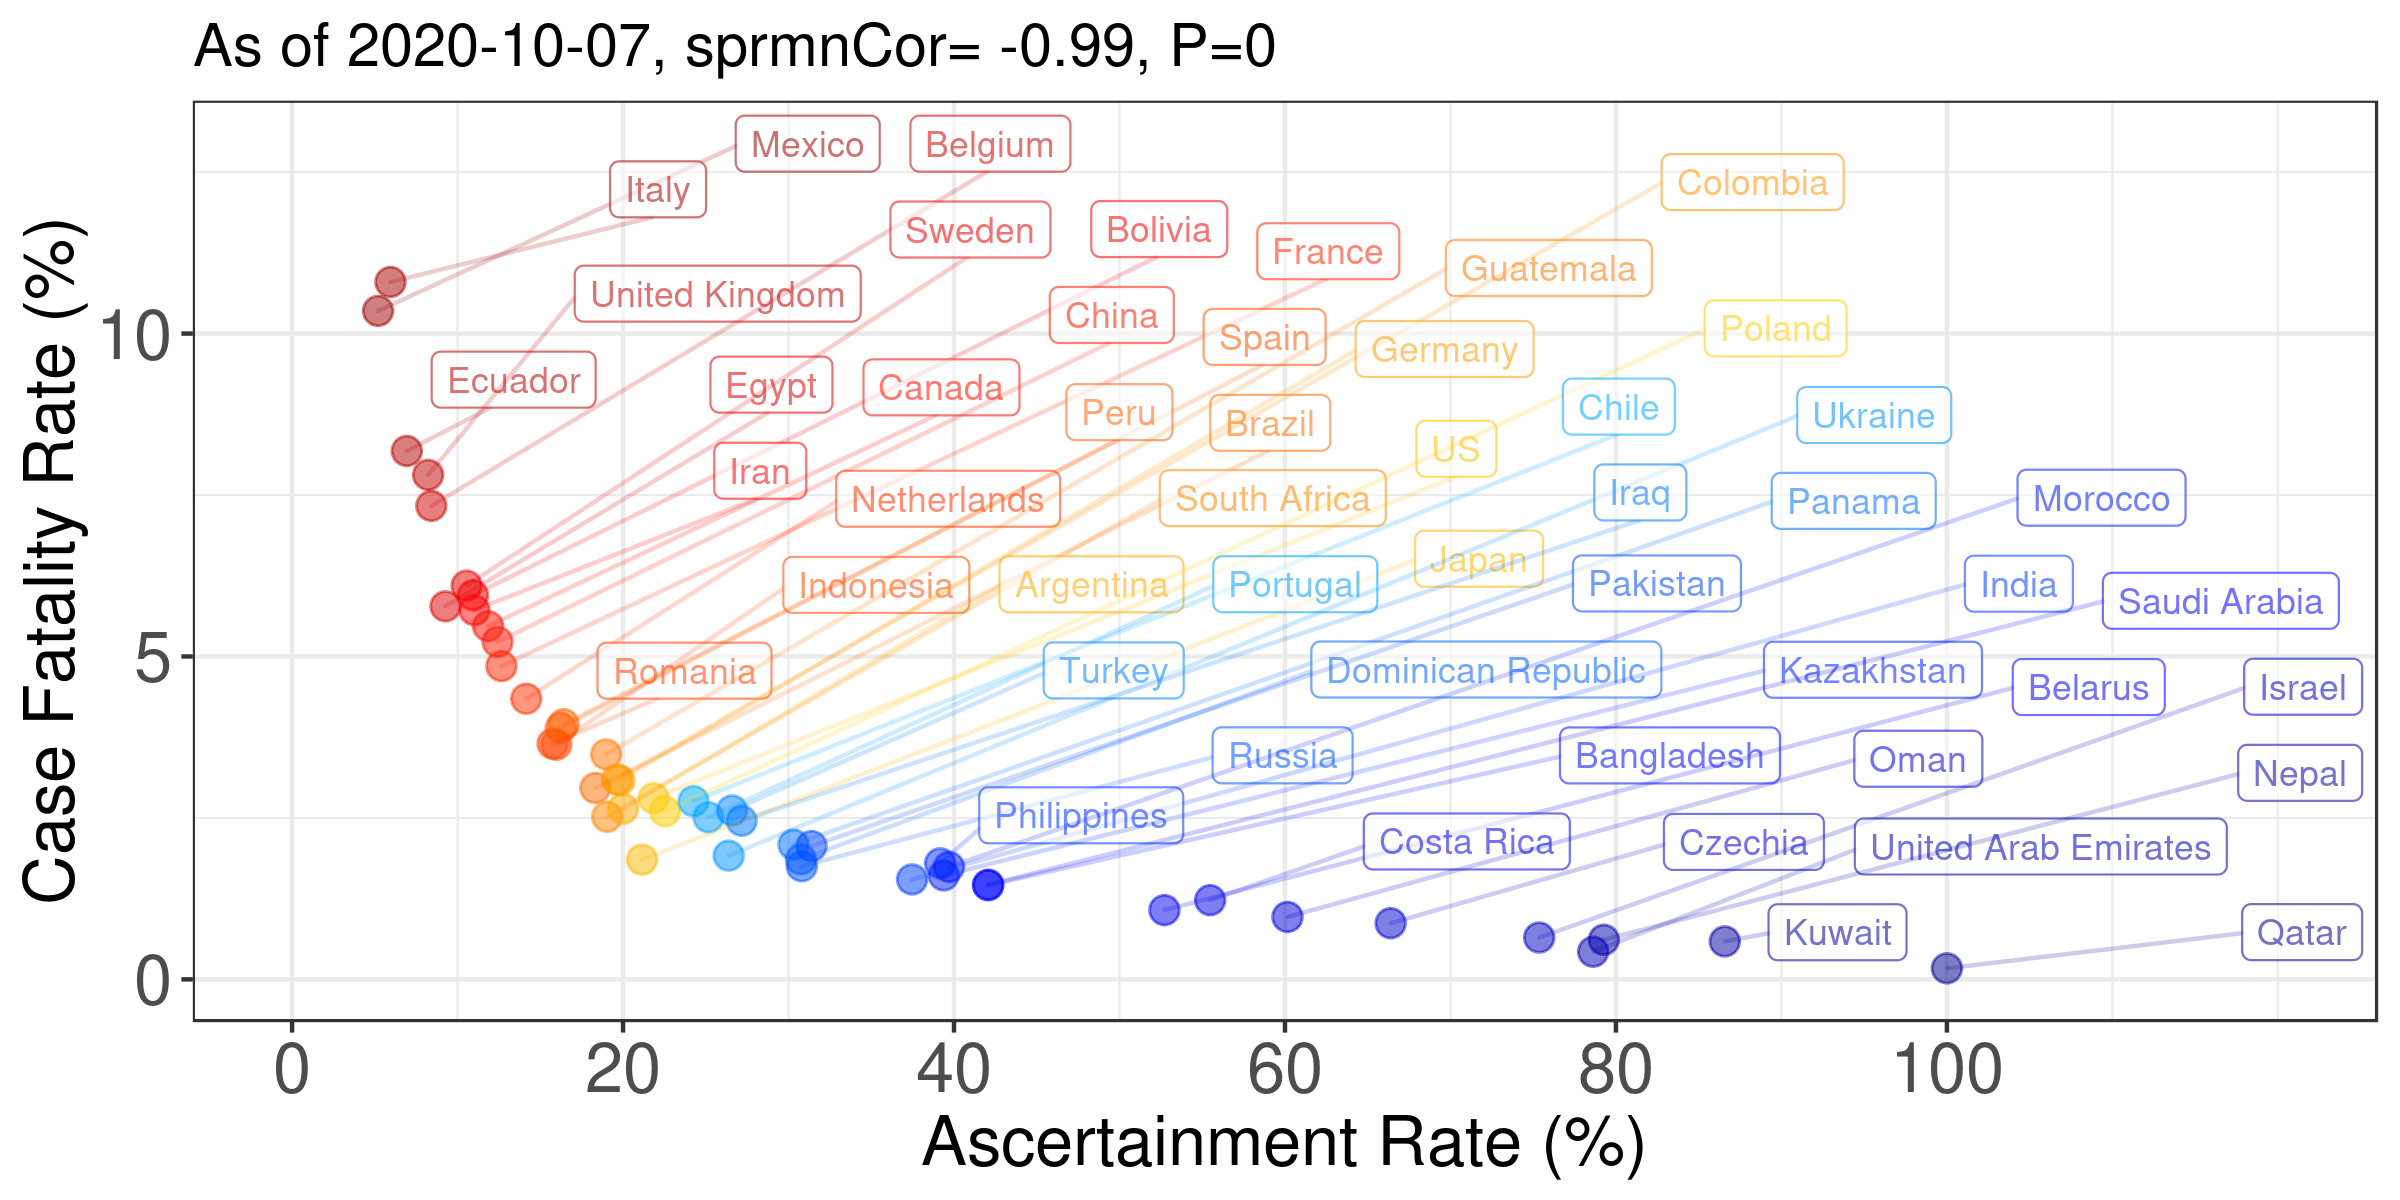 As of 2020-10-07, sprmnCor= -0.99, P=0
Case Fatality Rate (%)
10
5
0
Mexico
Belgium
Italy
Colombia
Sweden
Bolivia
France
Guatemala
United Kingdom
China
Spain
Germany
Poland
Ecuador
Egypt
Canada
Peru
Brazil
Chile
Ukraine
US
Iran
Netherlands
South Africa
Iraq
Panama
Morocco
Indonesia
Argentina
Portugal
Japan
Pakistan
India
Saudi Arabia
Romania
Turkey
Dominican Republic
Kazakhstan
Belarus
Israel
Russia
Bangladesh
Oman
Nepal
Philippines
Costa Rica
Czechia
United Arab Emirates
Kuwait
Qatar
0 20 40 60 80 100
Ascertainment Rate (%)